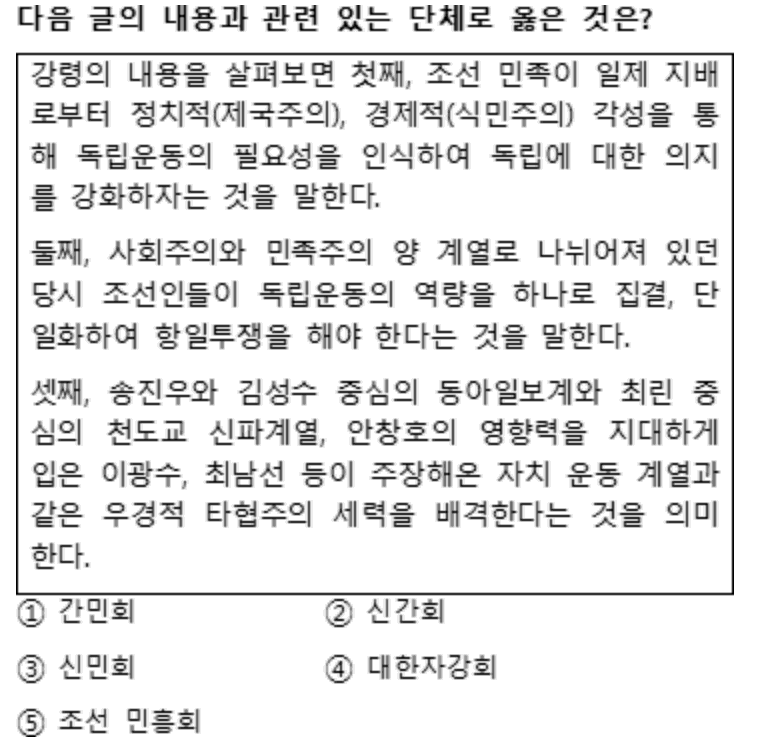 다음 글의 내용과 관련 있는 단체로 옳은 것은?
강령의 내용을 살펴보면 첫째, 조선 민족이 일제 지배
로부터 정치적(제국주의), 경제적(식민주의) 각성을 통
해 독립운동의 필요성을 인식하여 독립에 대한 의지
를 강화하자는 것을 말한다.
둘째, 사회주의와 민족주의 양 계열로 나뉘어져 있던
당시 조선인들이 독립운동의 역량을 하나로 집결, 단
일화하여 항일투쟁을 해야 한다는 것을 말한다.
셋째, 송진우와 김성수 중심의 동아일보계와 최린 중
심의 천도교 신파계열, 안창호의 영향력을 지대하게
입은 이광수, 최남선 등이 주장해온 자치 운동 계열과
같은 우경적 타협주의 세력을 배격한다는 것을 의미
한다.
① 간민회 ② 신간회
③ 신민회 ④ 대한자강회
⑤ 조선 민흥회